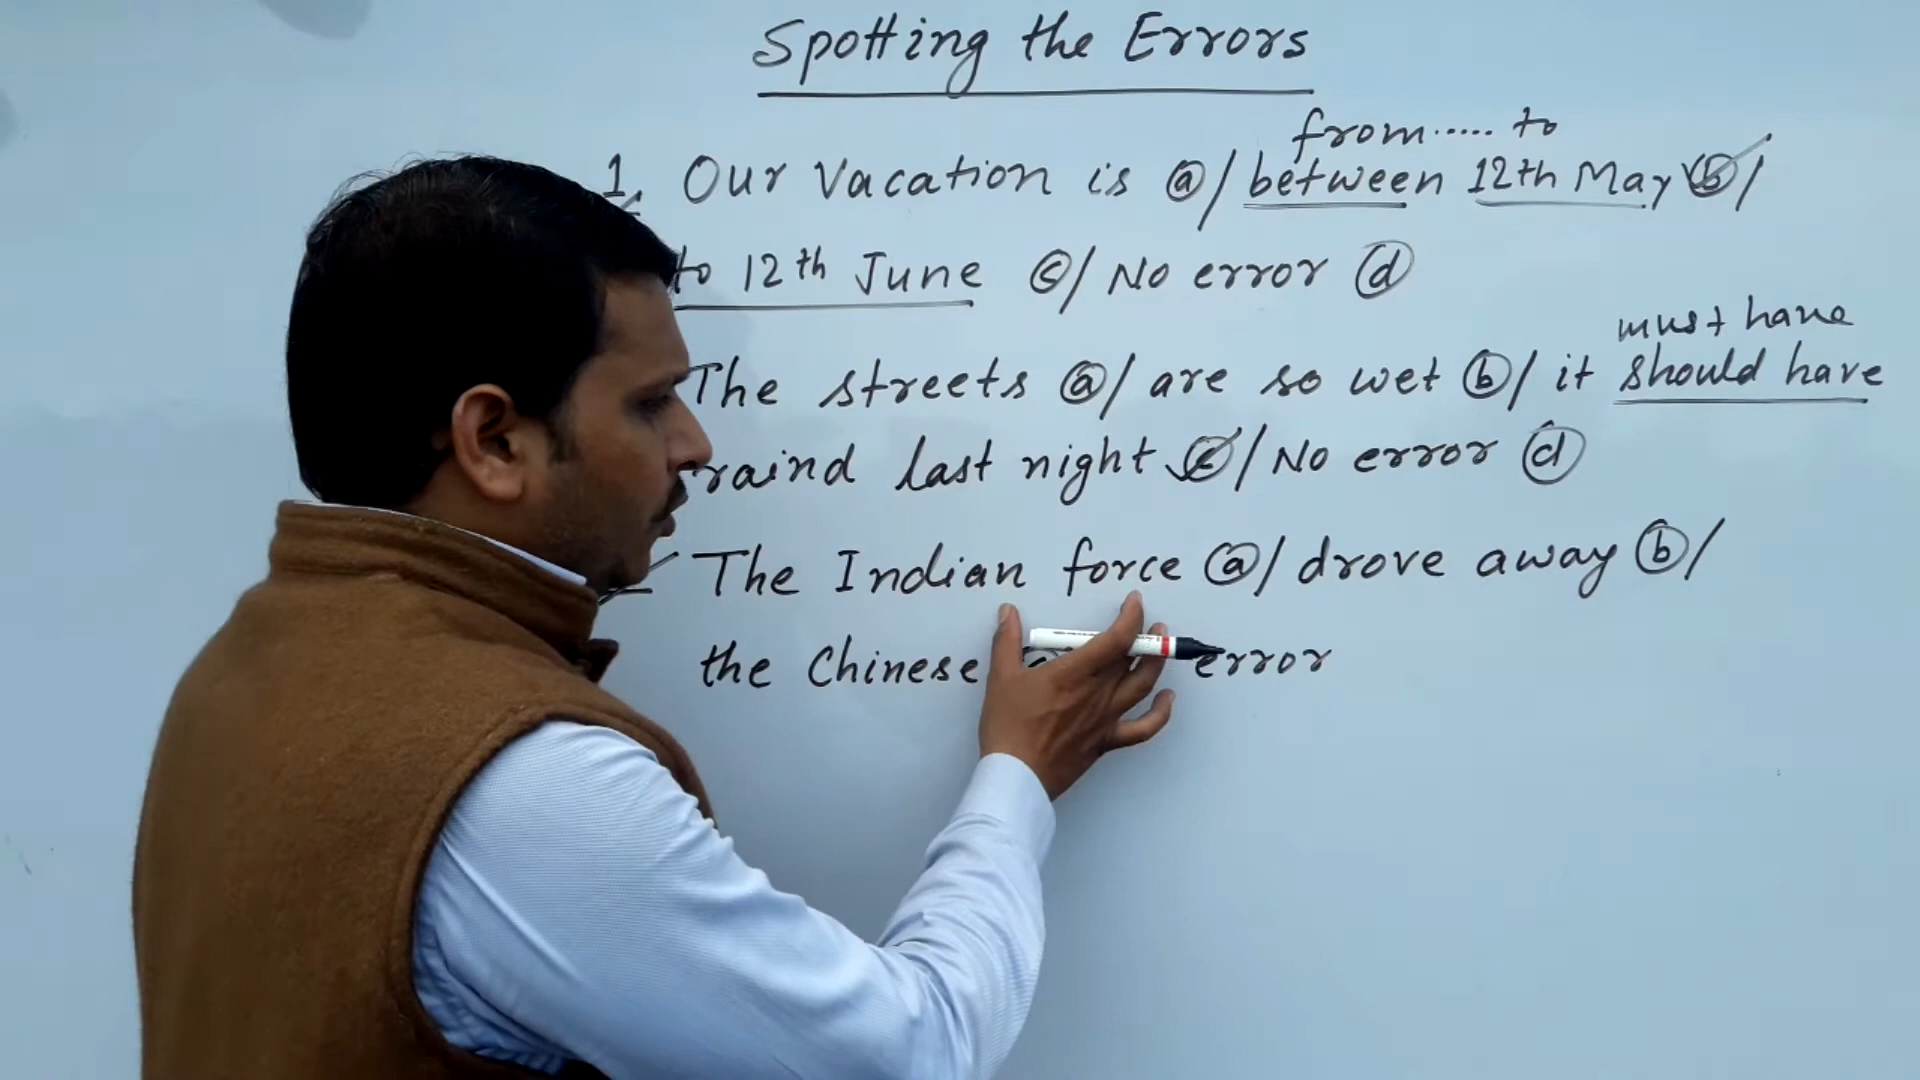 Spotting the Errors
from..... to
1. Our Vacation is ⓐ/ between 12th May ⓑ/
to 12th June ⓒ/ No error ⓓ
must have
The streets ⓐ/ are so wet ⓑ/ it should have
raind last night ⓒ/ No error ⓓ
The Indian force ⓐ/ drove away ⓑ/
the Chinese error